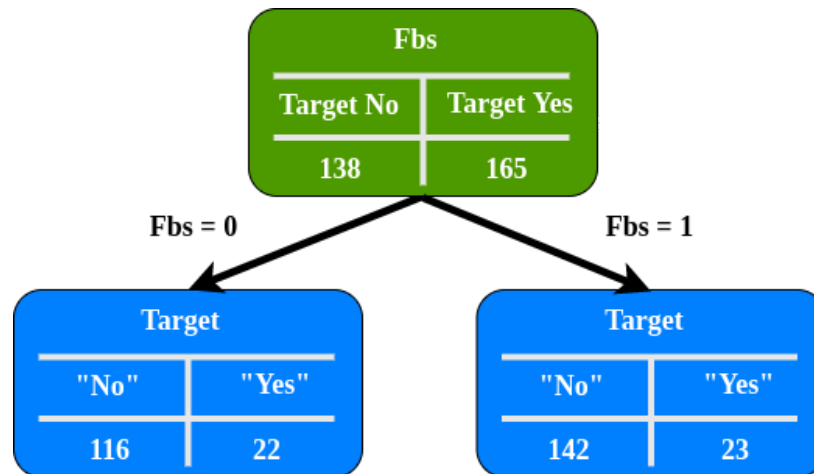 Fbs
Target No Target Yes
138 165
Fbs = 0 Fbs = 1
Target Target
"No" "Yes" "No" "Yes"
116 22 142 23